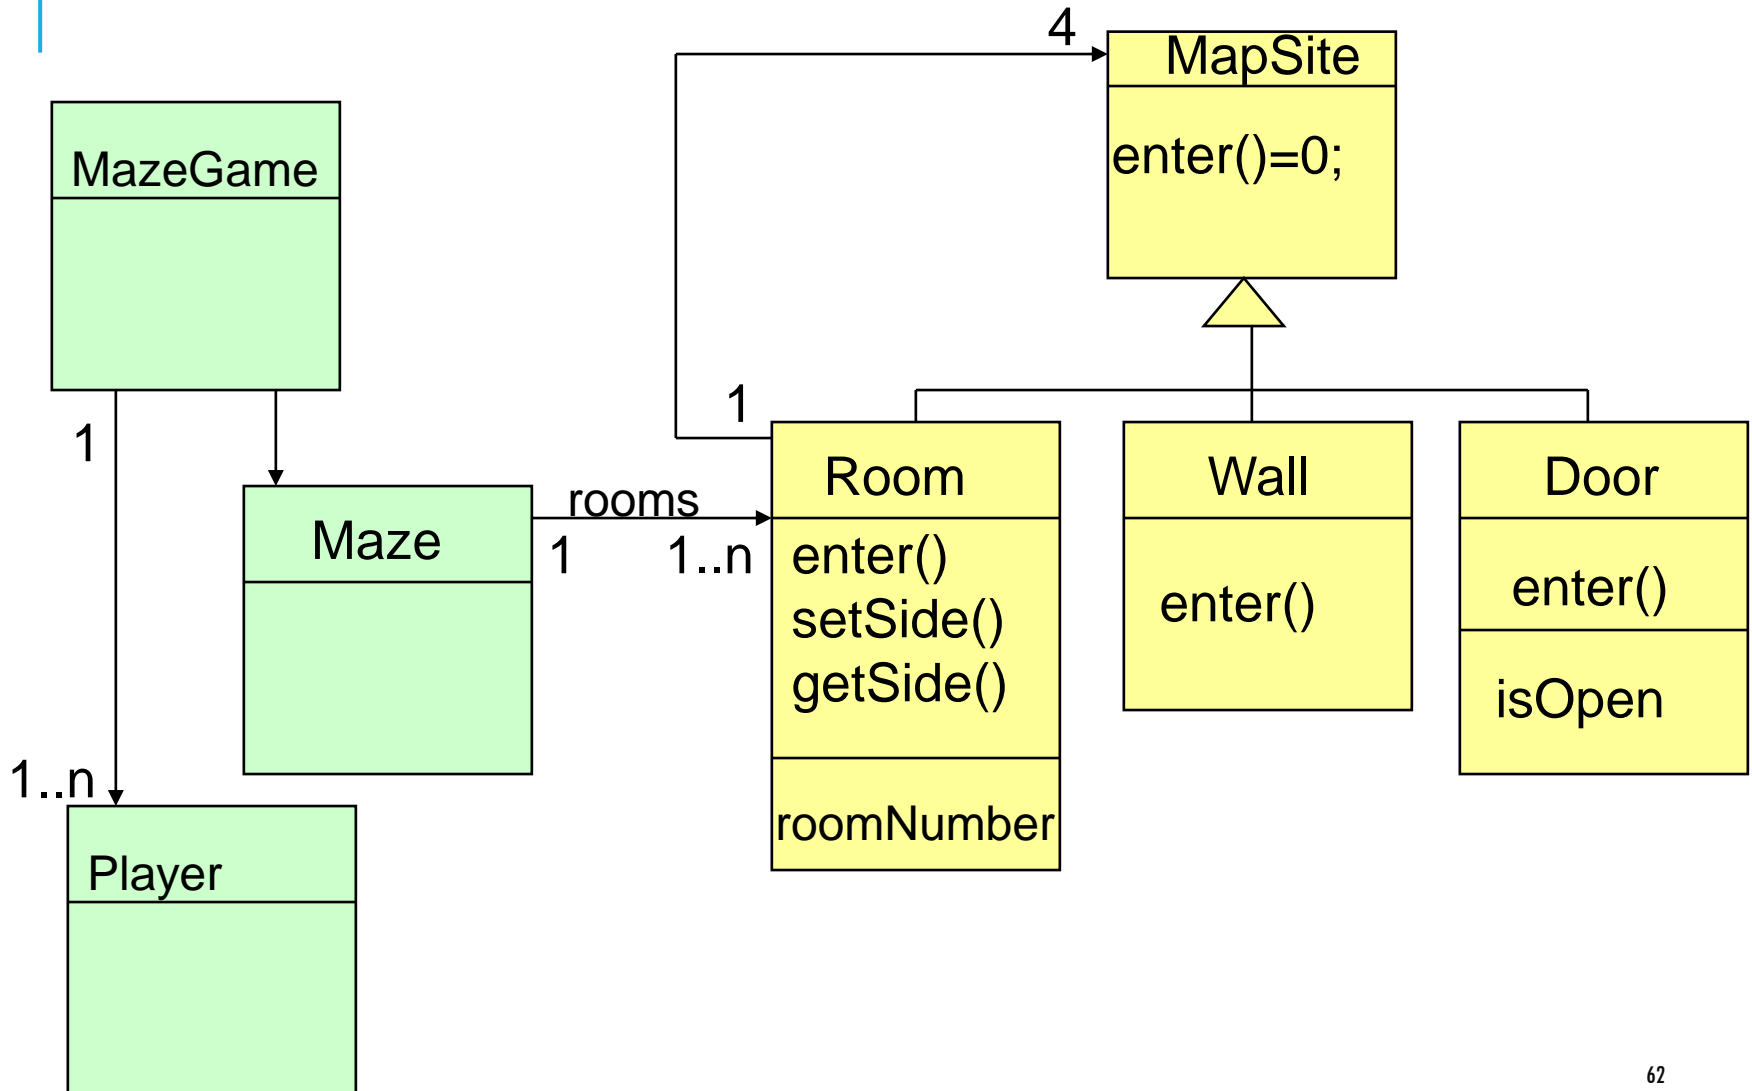 4
MapSite
enter()=0;
MazeGame
1
1..n
Player
Maze
rooms
1
1..n
1
Room
enter()
setSide()
getSide()
roomNumber
Wall
enter()
Door
enter()
isOpen
62